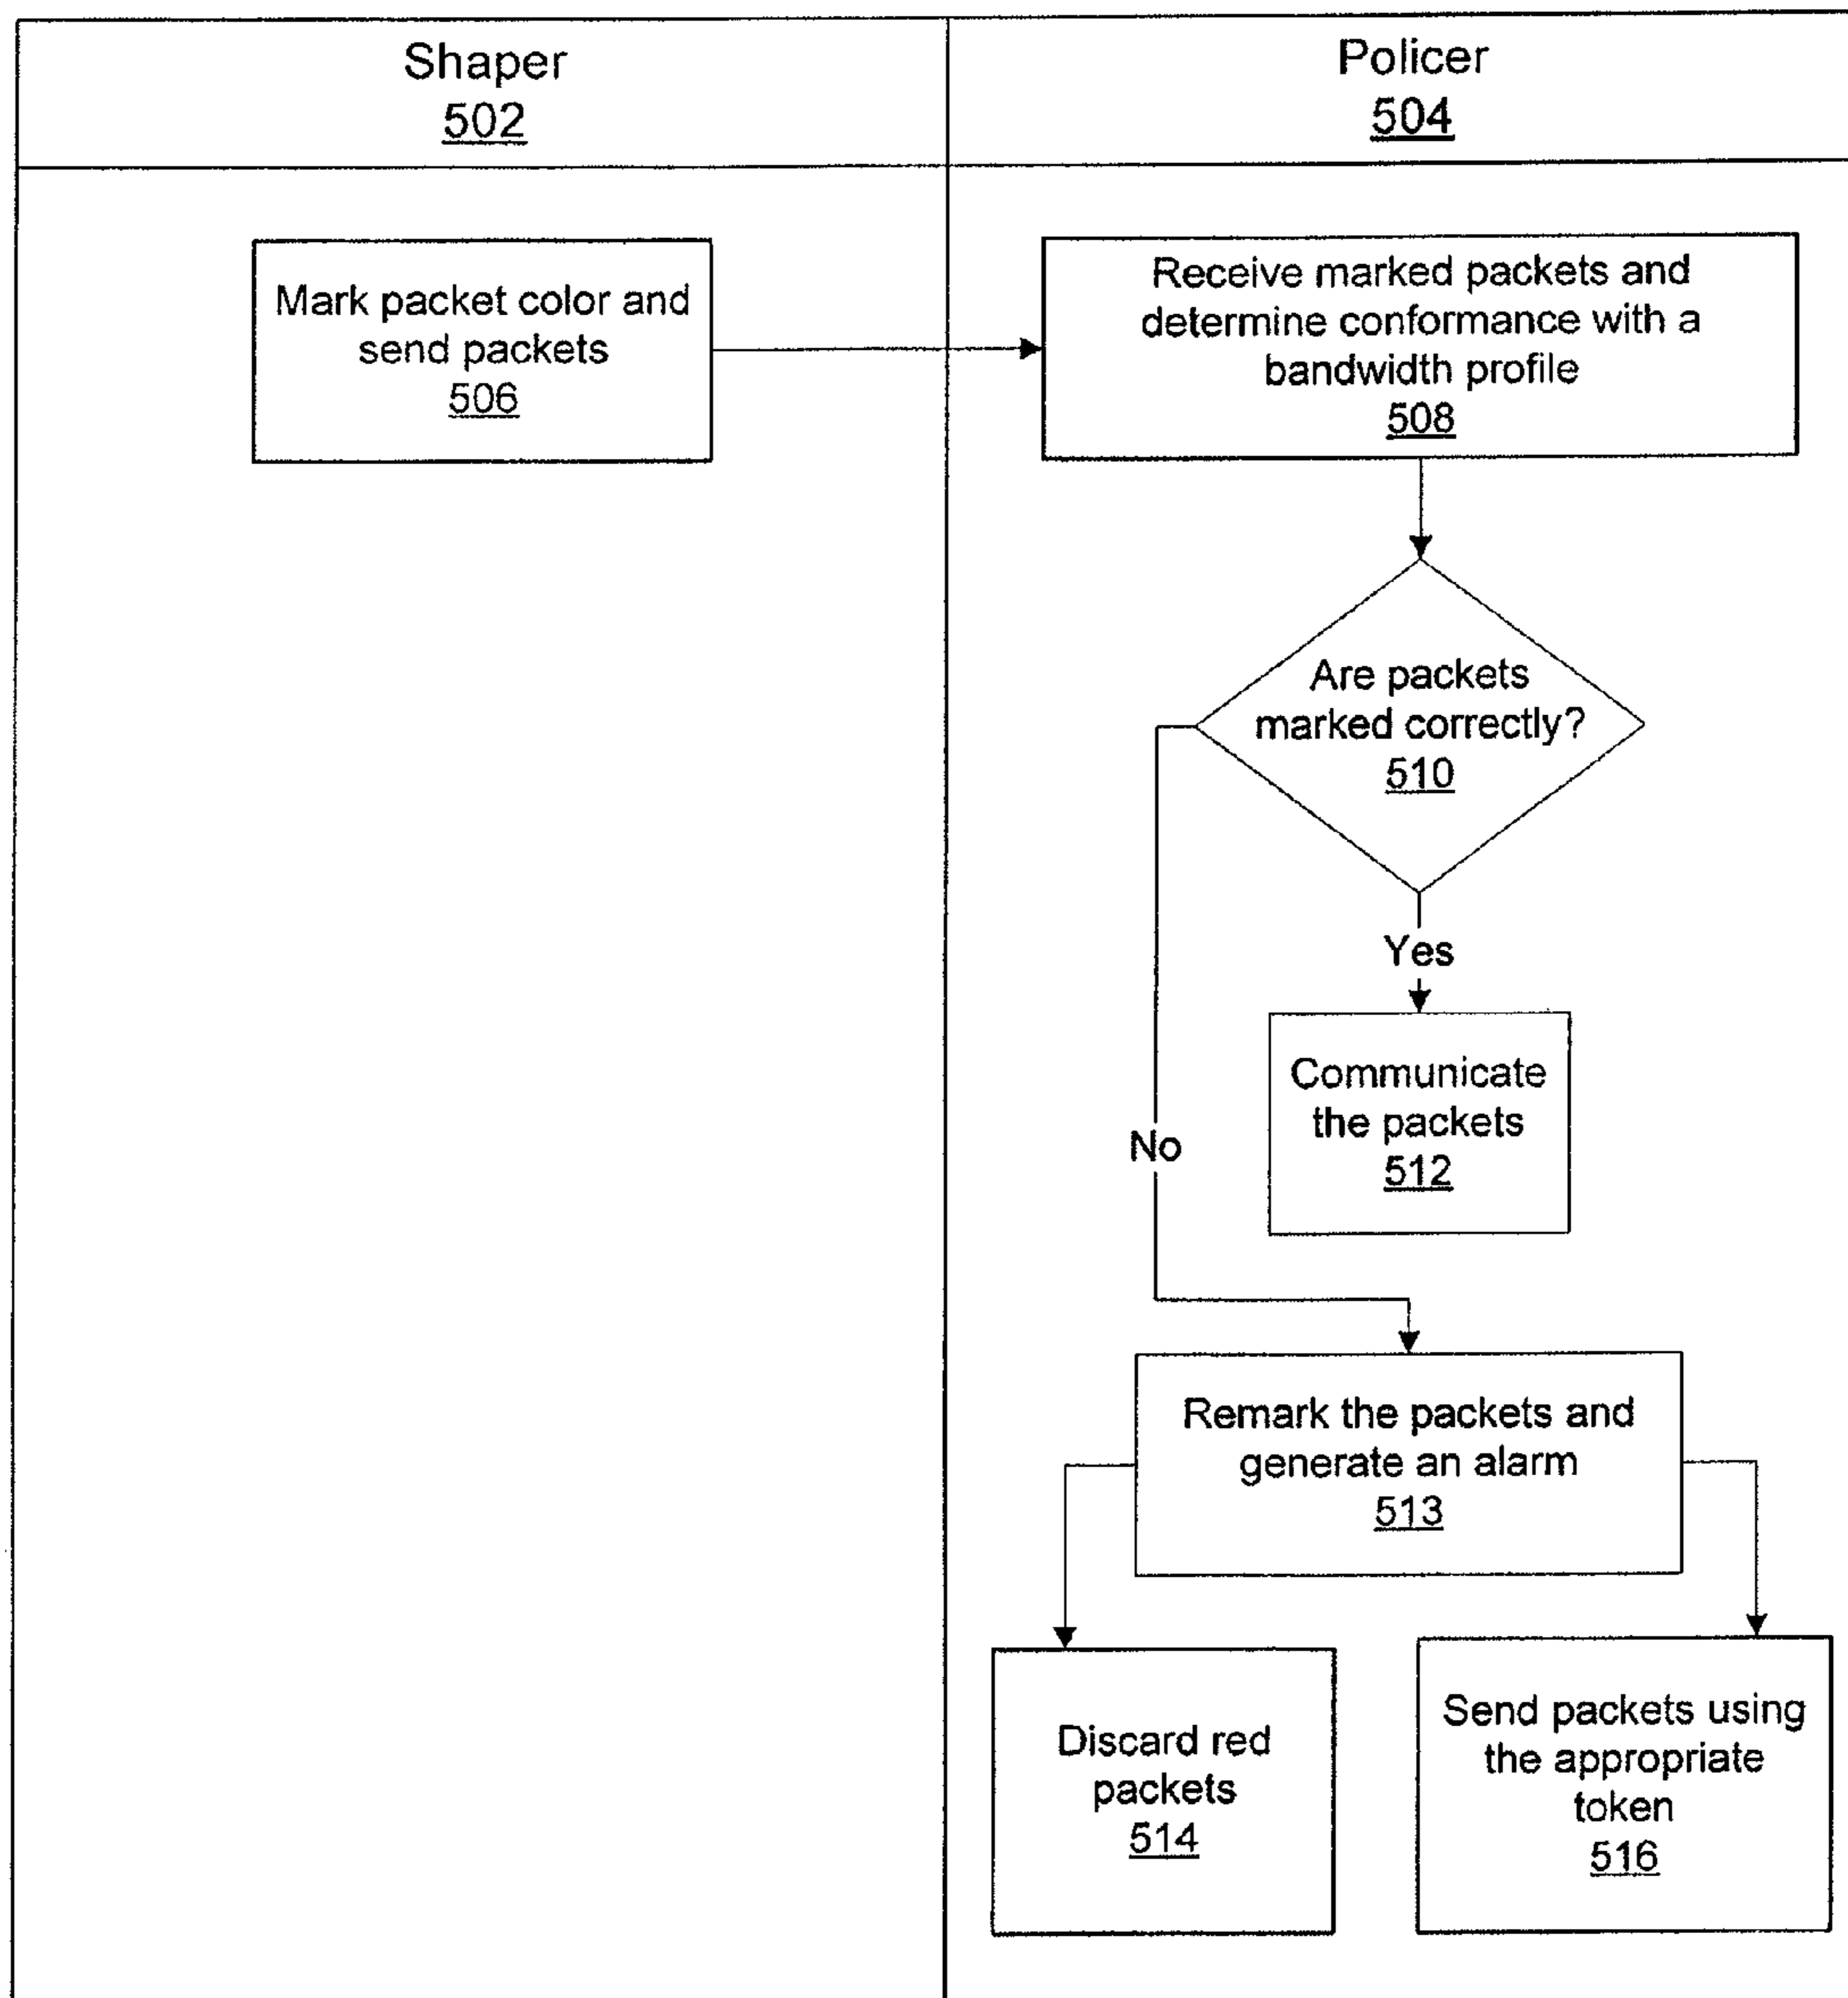 Shaper
502
Policer
504
Mark packet color and
send packets
506
Receive marked packets and
determine conformance with a
bandwidth profile
508
Are packets
marked correctly?
510
Yes
Communicate
the packets
512
No
Remark the packets and
generate an alarm
513
Discard red
packets
514
Send packets using
the appropriate
token
516